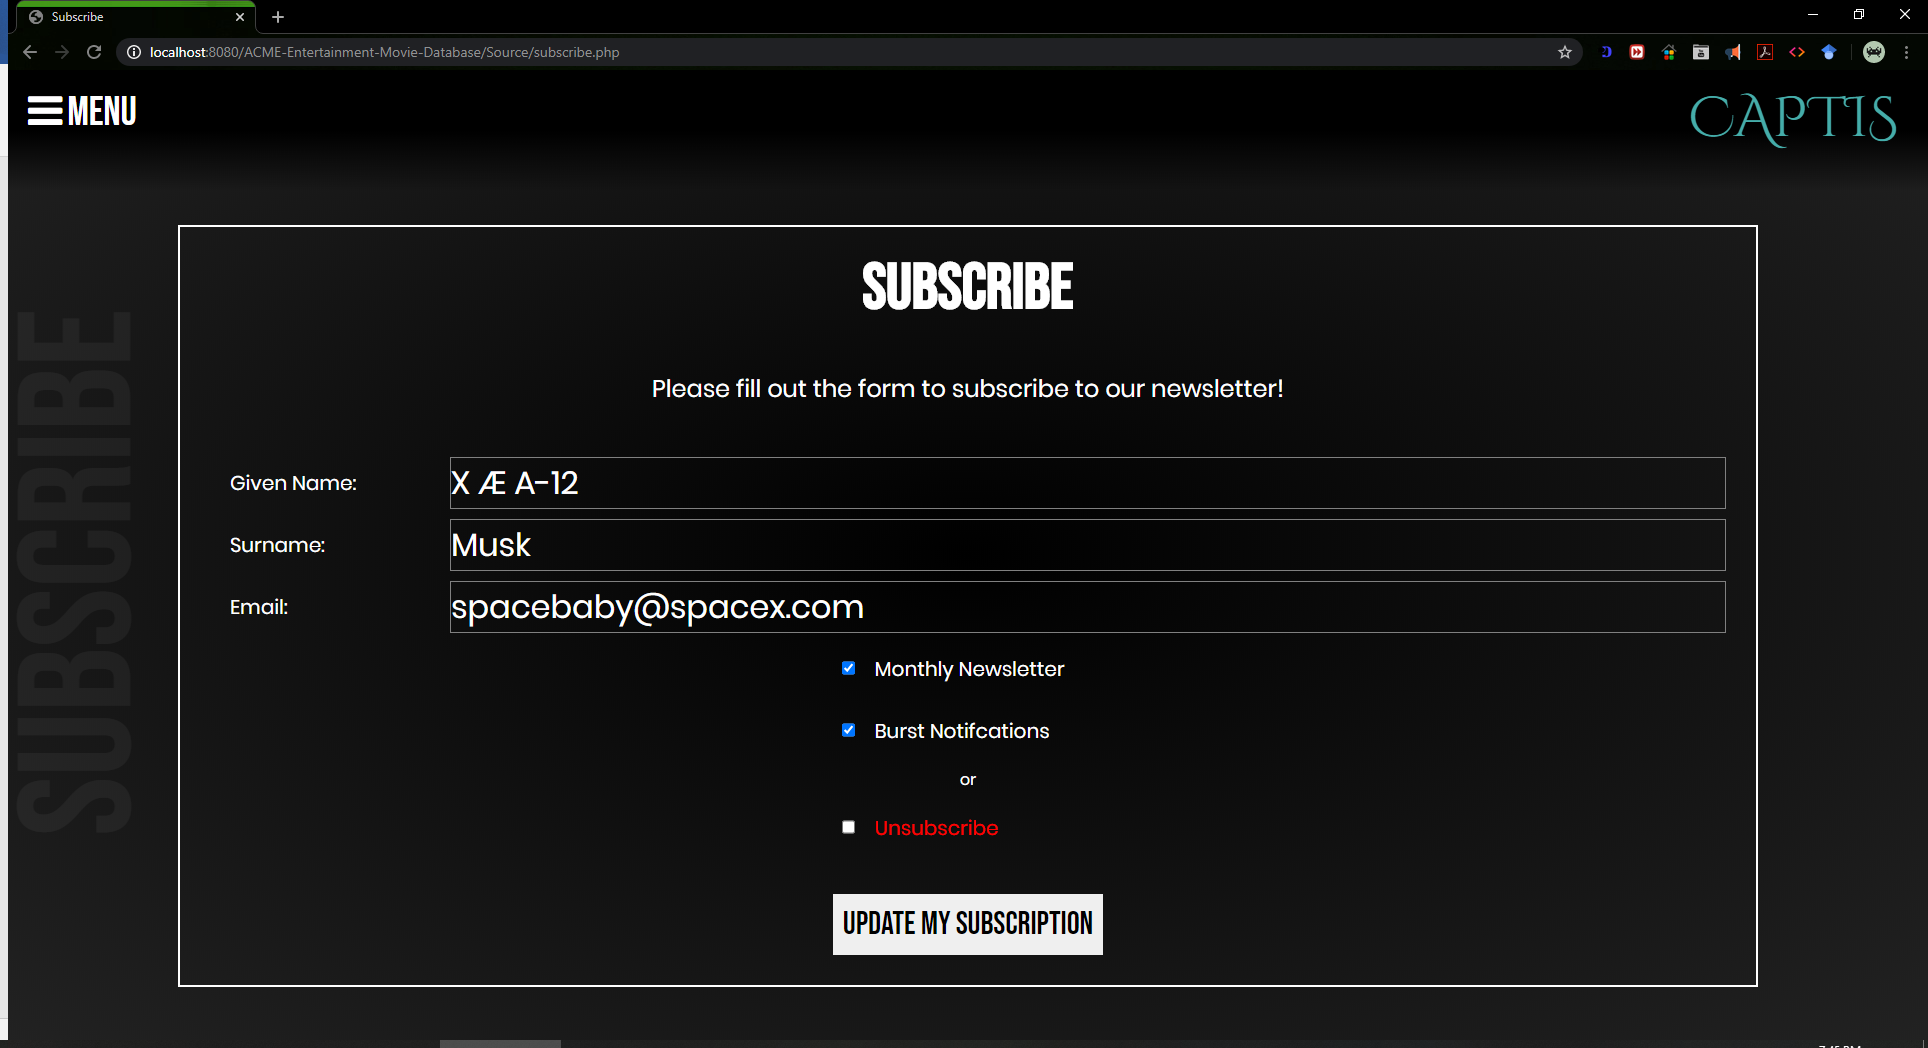 Subscribe
localhost:8080/ACME-Entertainment-Movie-Database/Source/subscribe.php
MENU
CAPTIS
SUBSCRIBE
SUBSCRIBE
Please fill out the form to subscribe to our newsletter!
Given Name:
X Æ A-12
Surname:
Musk
Email:
spacebaby@spacex.com
Monthly Newsletter
Burst Notifcations
or
Unsubscribe
UPDATE MY SUBSCRIPTION